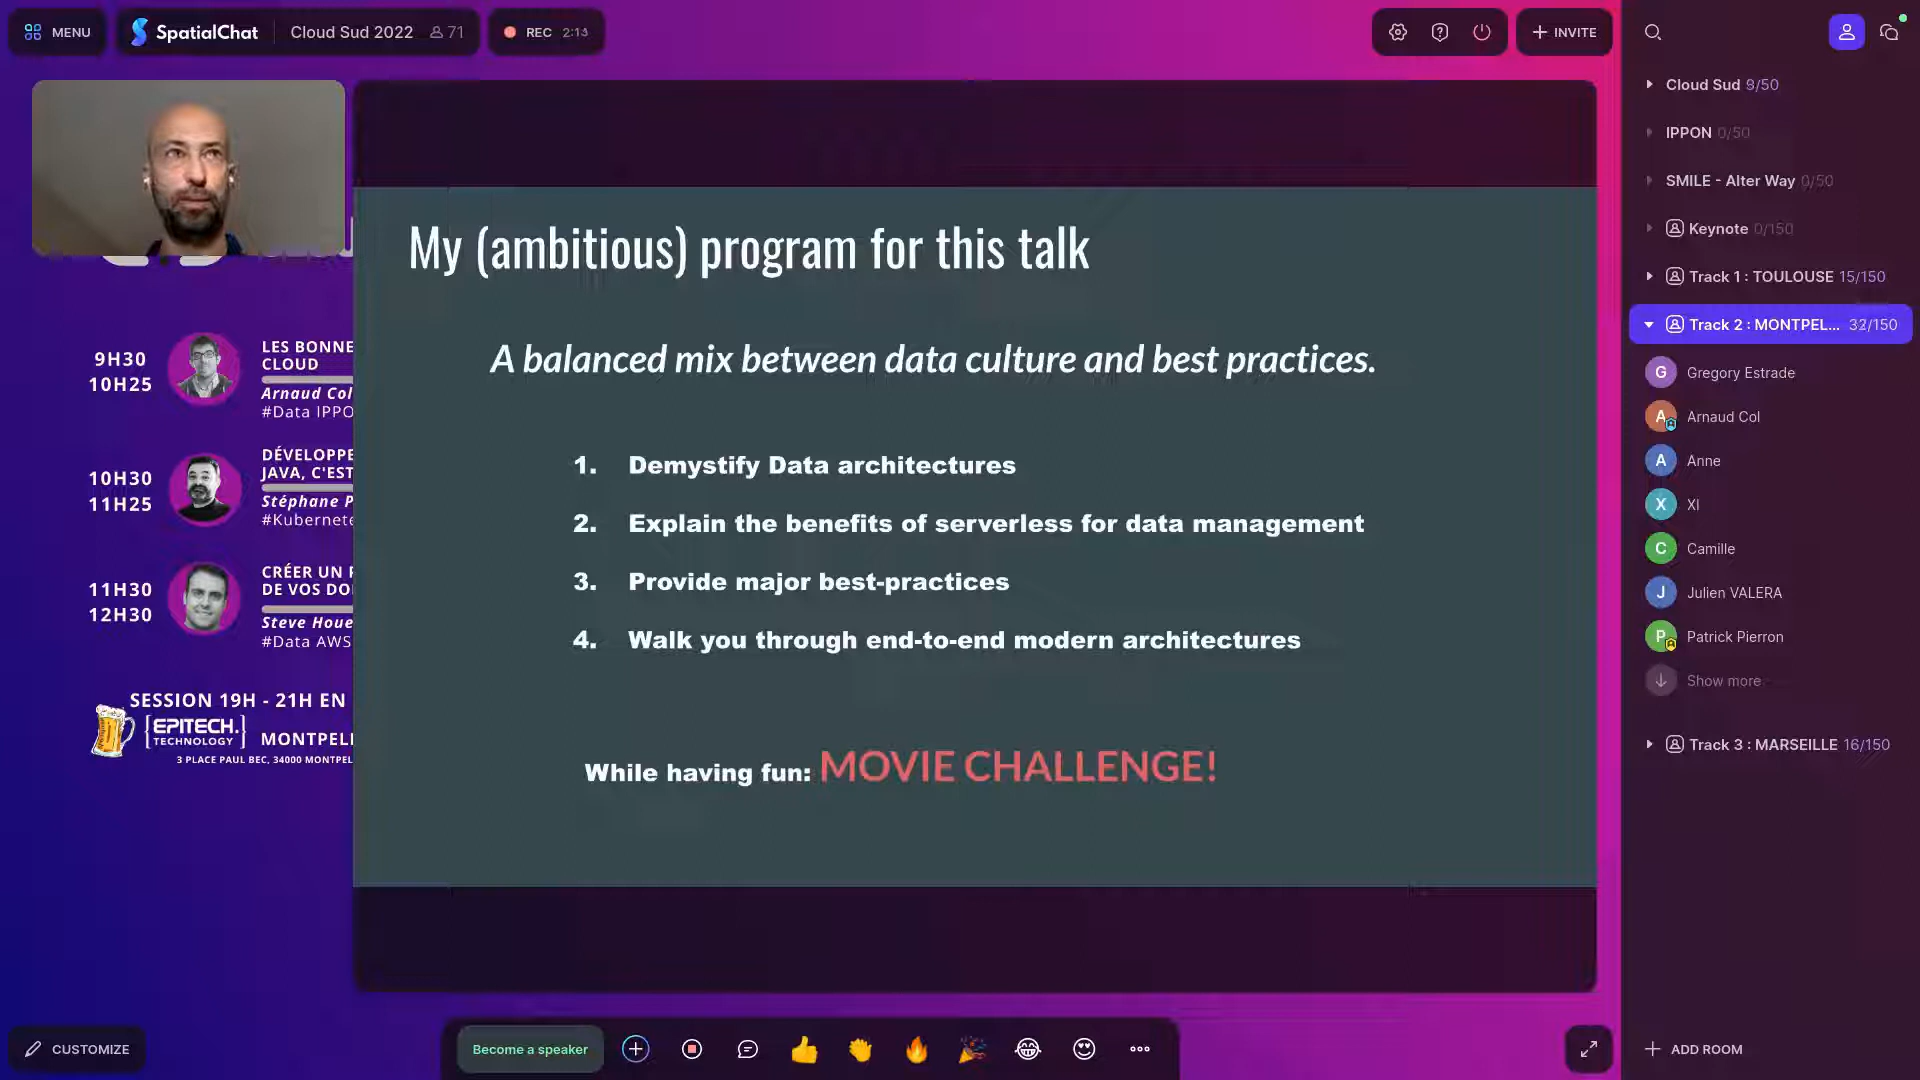 MENU
SpatialChat
Cloud Sud 2022
71
REC
INVITE
9H30
10H25
LES BONNE
CLOUD
Arnaud Col
#Data IPPO
10H30
11H25
DÉVELOPPE
JAVA, C'EST
Stéphane P
#Kubernete
11H30
12H30
CRÉER UN
DE VOS DO
Steve Houe
#Data AWS
SESSION 19H - 21H EN
[EPITECH.]
TECHNOLOGY
MONTPELI
3 PLACE PAUL BEC, 34000 MONTPEL
My (ambitious) program for this talk
A balanced mix between data culture and best practices.
1. Demystify Data architectures
2. Explain the benefits of serverless for data management
3. Provide major best-practices
4. Walk you through end-to-end modern architectures
While having fun: MOVIE CHALLENGE!
Cloud Sud 9/50
IPPON 0/50
SMILE - Alter Way 0/50
Keynote 0/150
Track 1 : TOULOUSE 15/150
Track 2 : MONTPEL... /150
G Gregory Estrade
A Arnaud Col
A Anne
X XI
C Camille
J Julien VALERA
P Patrick Pierron
Show more
Track 3 : MARSEILLE 16/150
CUSTOMIZE
Become a speaker
ADD ROOM